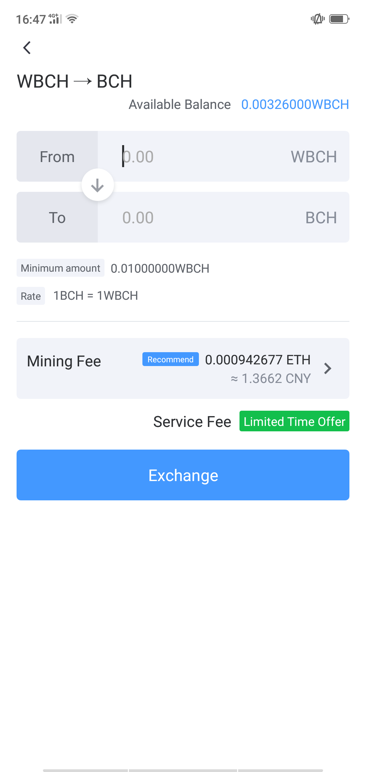 16:47 4G
WBCH → BCH
Available Balance 0.00326000WBCH
From 0.00 WBCH
To 0.00 BCH
Minimum amount 0.01000000WBCH
Rate 1BCH = 1WBCH
Mining Fee Recommend 0.000942677 ETH
≈ 1.3662 CNY
Service Fee Limited Time Offer
Exchange